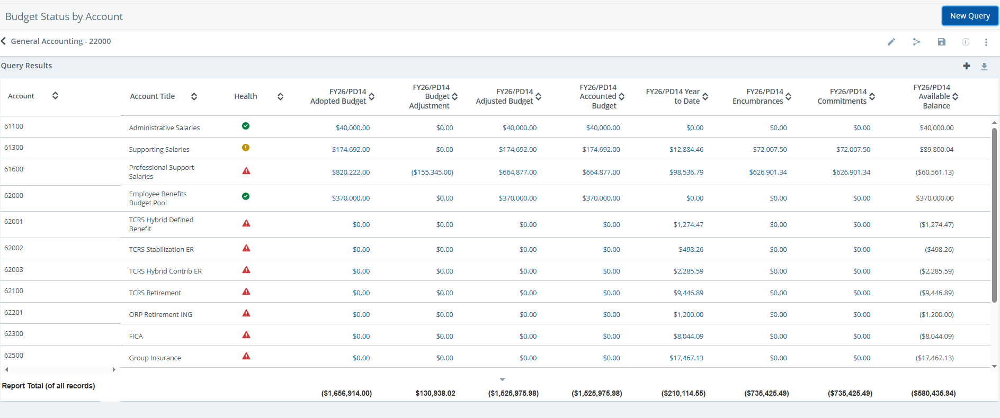 Budget Status by Account
New Query
General Accounting - 22000
Query Results
Account Account Title Health FY26/PD14 Adopted Budget FY26/PD14 Budget Adjustment FY26/PD14 Adjusted Budget FY26/PD14 Accounted Budget FY26/PD14 Year to Date FY26/PD14 Encumbrances FY26/PD14 Commitments FY26/PD14 Available Balance
61100 Administrative Salaries $40,000.00 $0.00 $40,000.00 $40,000.00 $0.00 $0.00 $0.00 $40,000.00
61300 Supporting Salaries $174,692.00 $0.00 $174,692.00 $174,692.00 $12,884.46 $72,007.50 $72,007.50 $89,800.04
61600 Professional Support Salaries $820,222.00 ($155,345.00) $664,877.00 $664,877.00 $98,536.79 $626,901.34 $626,901.34 ($60,561.13)
62000 Employee Benefits Budget Pool $370,000.00 $0.00 $370,000.00 $370,000.00 $0.00 $0.00 $0.00 $370,000.00
62001 TCRS Hybrid Defined Benefit $0.00 $0.00 $0.00 $0.00 $1,274.47 $0.00 $0.00 ($1,274.47)
62002 TCRS Stabilization ER $0.00 $0.00 $0.00 $0.00 $498.26 $0.00 $0.00 ($498.26)
62003 TCRS Hybrid Contrib ER $0.00 $0.00 $0.00 $0.00 $2,285.59 $0.00 $0.00 ($2,285.59)
62100 TCRS Retirement $0.00 $0.00 $0.00 $0.00 $9,446.89 $0.00 $0.00 ($9,446.89)
62201 ORP Retirement ING $0.00 $0.00 $0.00 $0.00 $1,200.00 $0.00 $0.00 ($1,200.00)
62300 FICA $0.00 $0.00 $0.00 $0.00 $8,044.09 $0.00 $0.00 ($8,044.09)
62500 Group Insurance $0.00 $0.00 $0.00 $0.00 $17,467.13 $0.00 $0.00 ($17,467.13)
Report Total (of all records) ($1,656,914.00) $130,938.02 ($1,525,975.98) ($1,525,975.98) ($210,114.55) ($735,425.49) ($735,425.49) ($580,435.94)